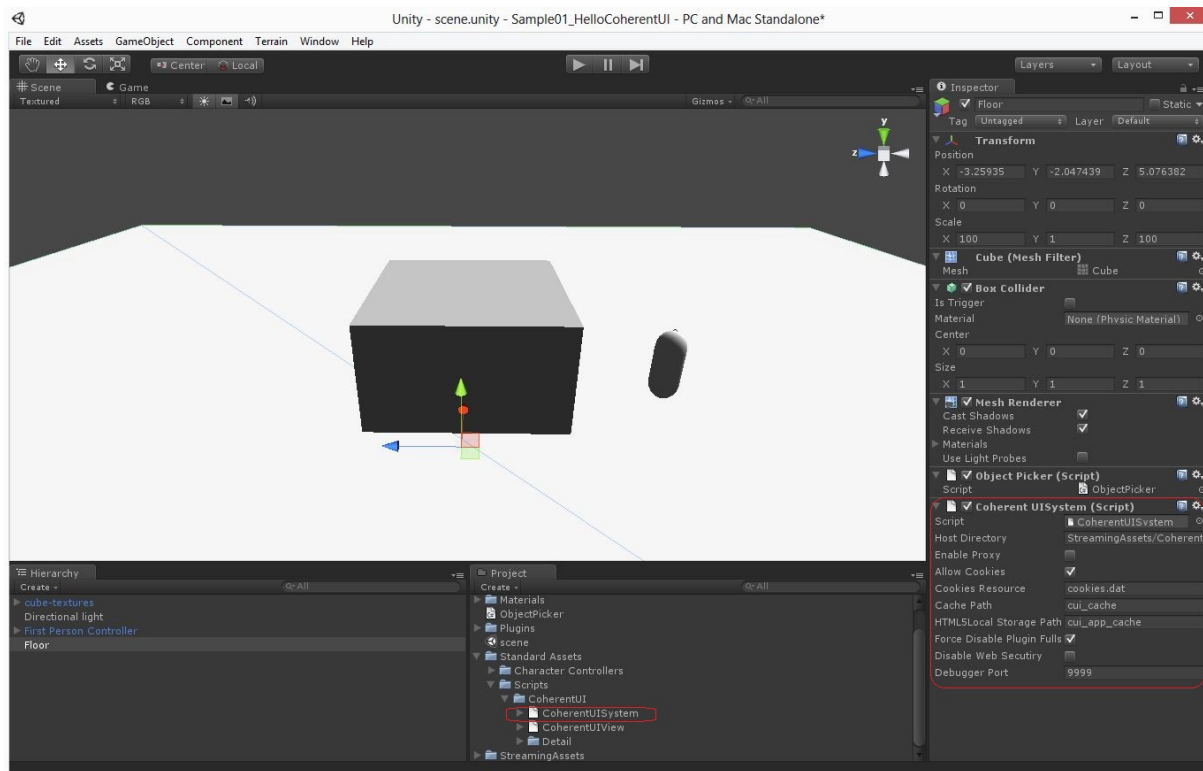 Unity - scene.unity - Sample01_HelloCoherentUI - PC and Mac Standalone*
File Edit Assets GameObject Component Terrain Window Help
Center Local
Layers Layout
Scene Game
Textured RGB Gizmos All
y
z
Inspector
Floor Static
Tag Untagged Layer Default
Transform
Position
X -3.25935 Y -2.047439 Z 5.076382
Rotation
X 0 Y 0 Z 0
Scale
X 100 Y 1 Z 100
Cube (Mesh Filter)
Mesh Cube
Box Collider
Is Trigger
Material None (Physic Material)
Center
X 0 Y 0 Z 0
Size
X 1 Y 1 Z 1
Mesh Renderer
Cast Shadows
Receive Shadows
Materials
Use Light Probes
Object Picker (Script)
Script ObjectPicker
Coherent UISystem (Script)
Script CoherentUISystem
Host Directory StreamingAssets/Coherent
Enable Proxy
Allow Cookies
Cookies Resource cookies.dat
Cache Path cui_cache
HTML5Local Storage Path cui_app_cache
Force Disable Plugin Fulls
Disable Web Secutiry
Debugger Port 9999
Hierarchy
Create All
cube-textures
Directional light
First Person Controller
Floor
Project
Create All
Materials
ObjectPicker
Plugins
scene
Standard Assets
Character Controllers
Scripts
CoherentUI
CoherentUISystem
CoherentUIView
Detail
StreamingAssets